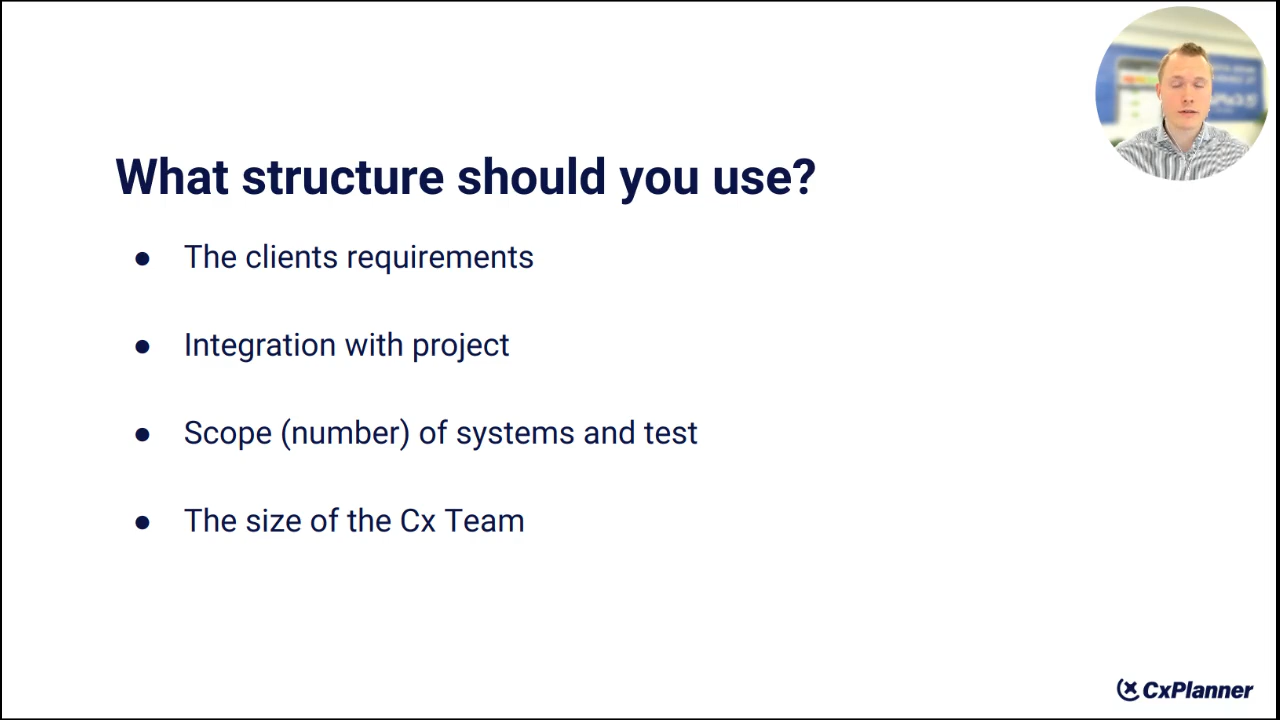 What structure should you use?
● The clients requirements
● Integration with project
● Scope (number) of systems and test
● The size of the Cx Team
CxPlanner